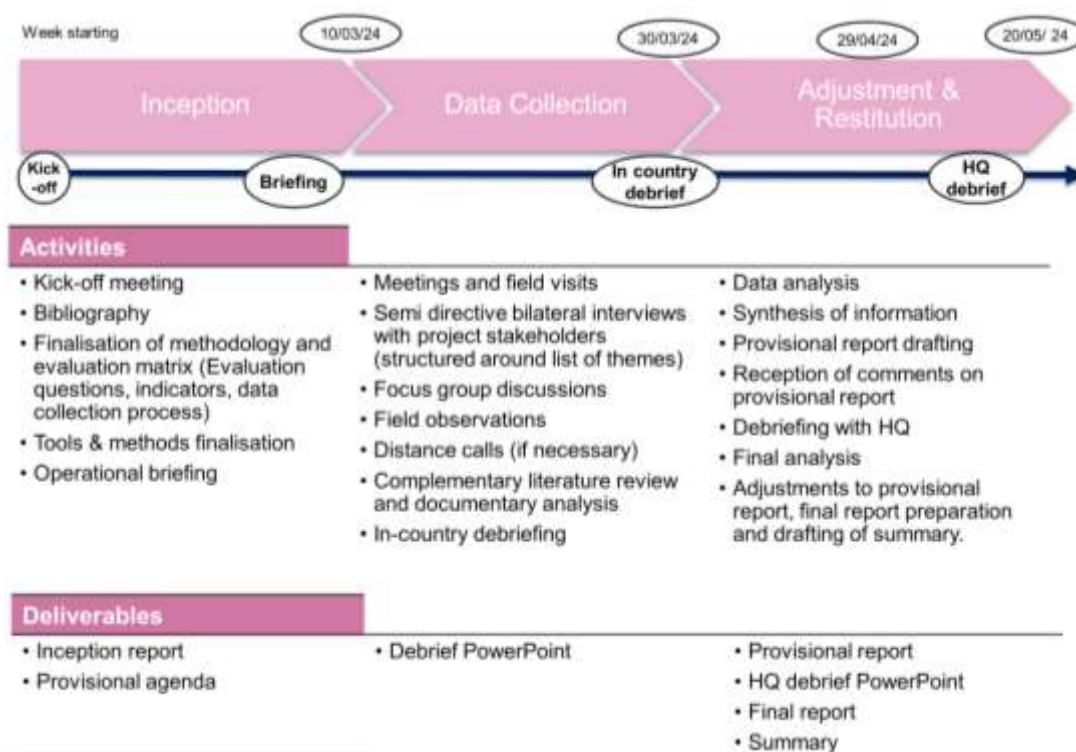 Week starting
10/03/24
30/03/24
29/04/24
20/05/ 24
Inception
Data Collection
Adjustment &
Restitution
Kick
-off
Briefing
In country
debrief
HQ
debrief
Activities
• Kick-off meeting
• Bibliography
• Finalisation of methodology and
evaluation matrix (Evaluation
questions, indicators, data
collection process)
• Tools & methods finalisation
• Operational briefing
• Meetings and field visits
• Semi directive bilateral interviews
with project stakeholders
(structured around list of themes)
• Focus group discussions
• Field observations
• Distance calls (if necessary)
• Complementary literature review
and documentary analysis
• In-country debriefing
• Data analysis
• Synthesis of information
• Provisional report drafting
• Reception of comments on
provisional report
• Debriefing with HQ
• Final analysis
• Adjustments to provisional
report, final report preparation
and drafting of summary.
Deliverables
• Inception report
• Provisional agenda
• Debrief PowerPoint
• Provisional report
• HQ debrief PowerPoint
• Final report
• Summary